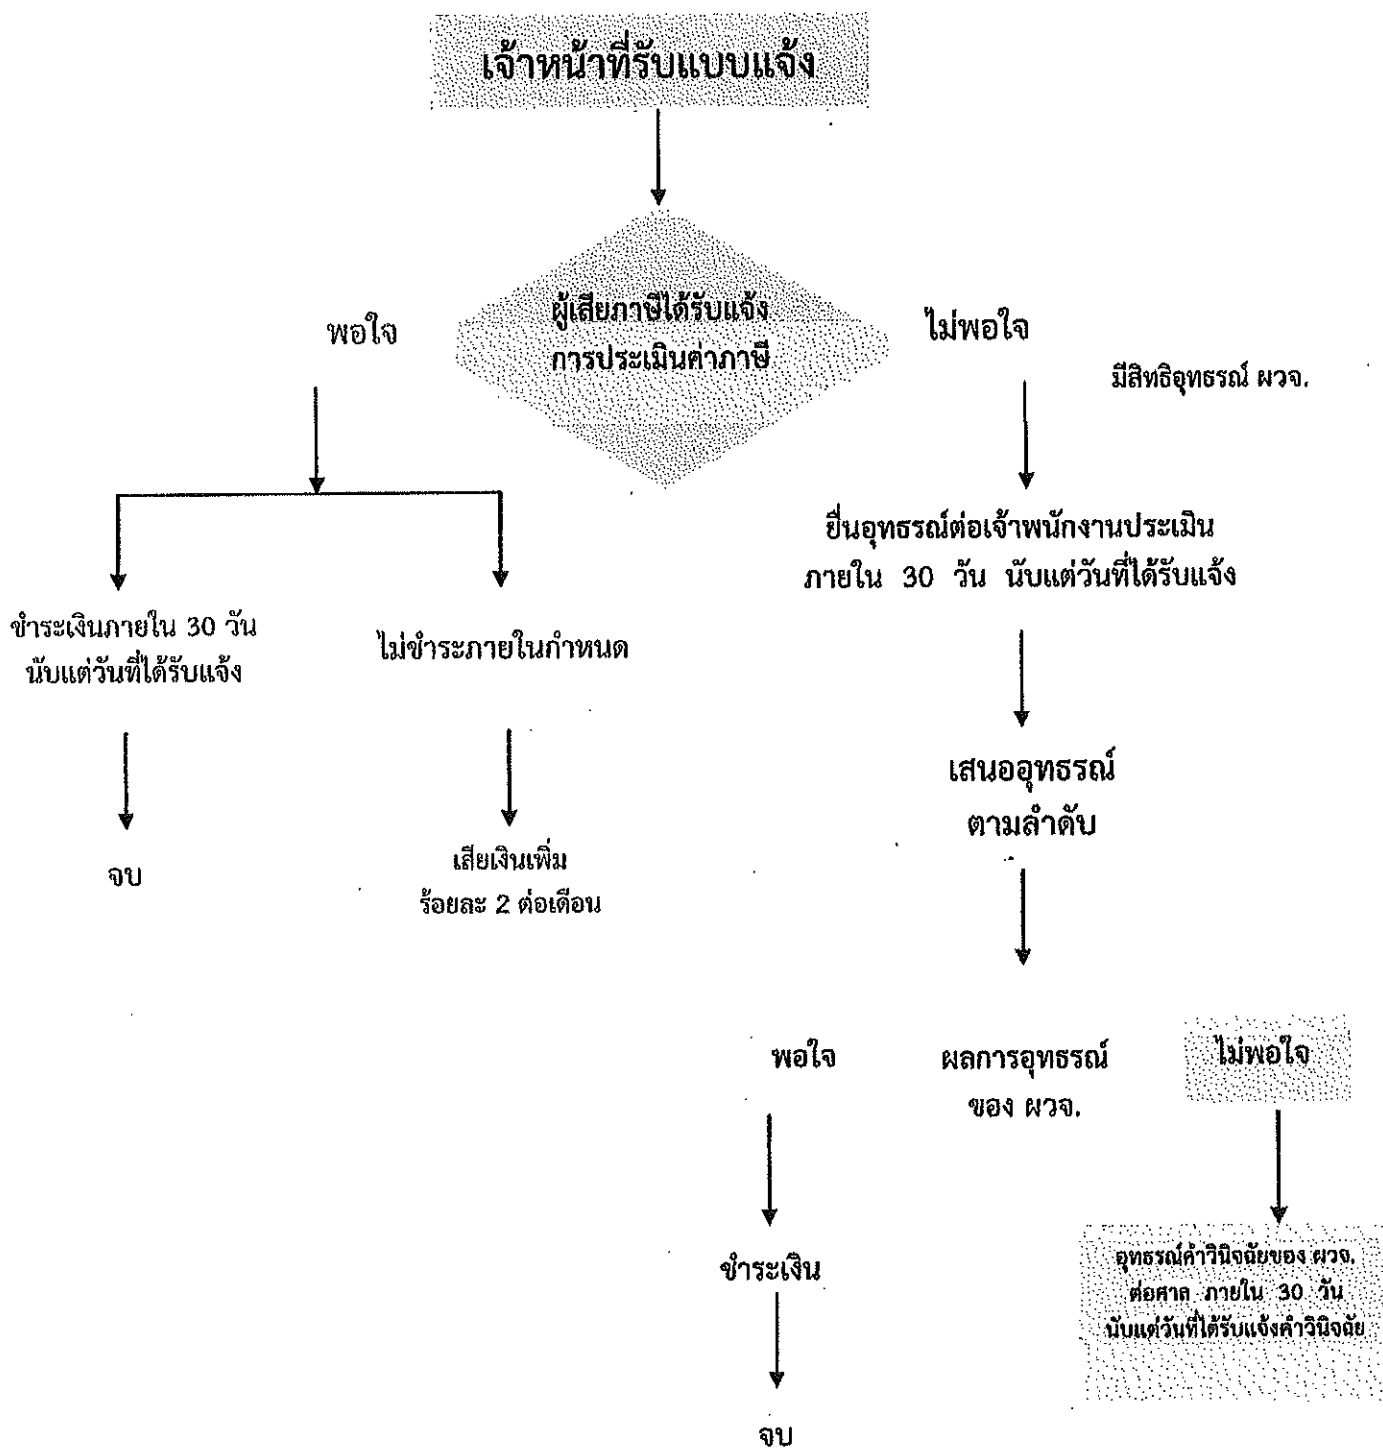 เจ้าหน้าที่รับแบบแจ้ง
ผู้เสียภาษีได้รับแจ้ง
การประเมินค่าภาษี
พอใจ
ไม่พอใจ
มีสิทธิอุทธรณ์ ผวจ.
ยื่นอุทธรณ์ต่อเจ้าพนักงานประเมิน
ภายใน 30 วัน นับแต่วันที่ได้รับแจ้ง
ชำระเงินภายใน 30 วัน
นับแต่วันที่ได้รับแจ้ง
ไม่ชำระภายในกำหนด
เสนออุทธรณ์
ตามลำดับ
จบ
เสียเงินเพิ่ม
ร้อยละ 2 ต่อเดือน
พอใจ
ผลการอุทธรณ์
ของ ผวจ.
ไม่พอใจ
ชำระเงิน
อุทธรณ์คำวินิจฉัยของ ผวจ.
ต่อศาล ภายใน 30 วัน
นับแต่วันที่ได้รับแจ้งคำวินิจฉัย
จบ